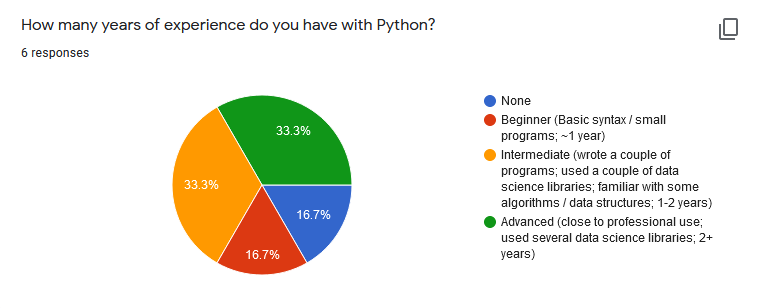 How many years of experience do you have with Python?
6 responses
33.3%
33.3%
16.7%
16.7%
None
Beginner (Basic syntax / small
programs; ~1 year)
Intermediate (wrote a couple of
programs; used a couple of data
science libraries; familiar with some
algorithms / data structures; 1-2 years)
Advanced (close to professional use;
used several data science libraries; 2+
years)